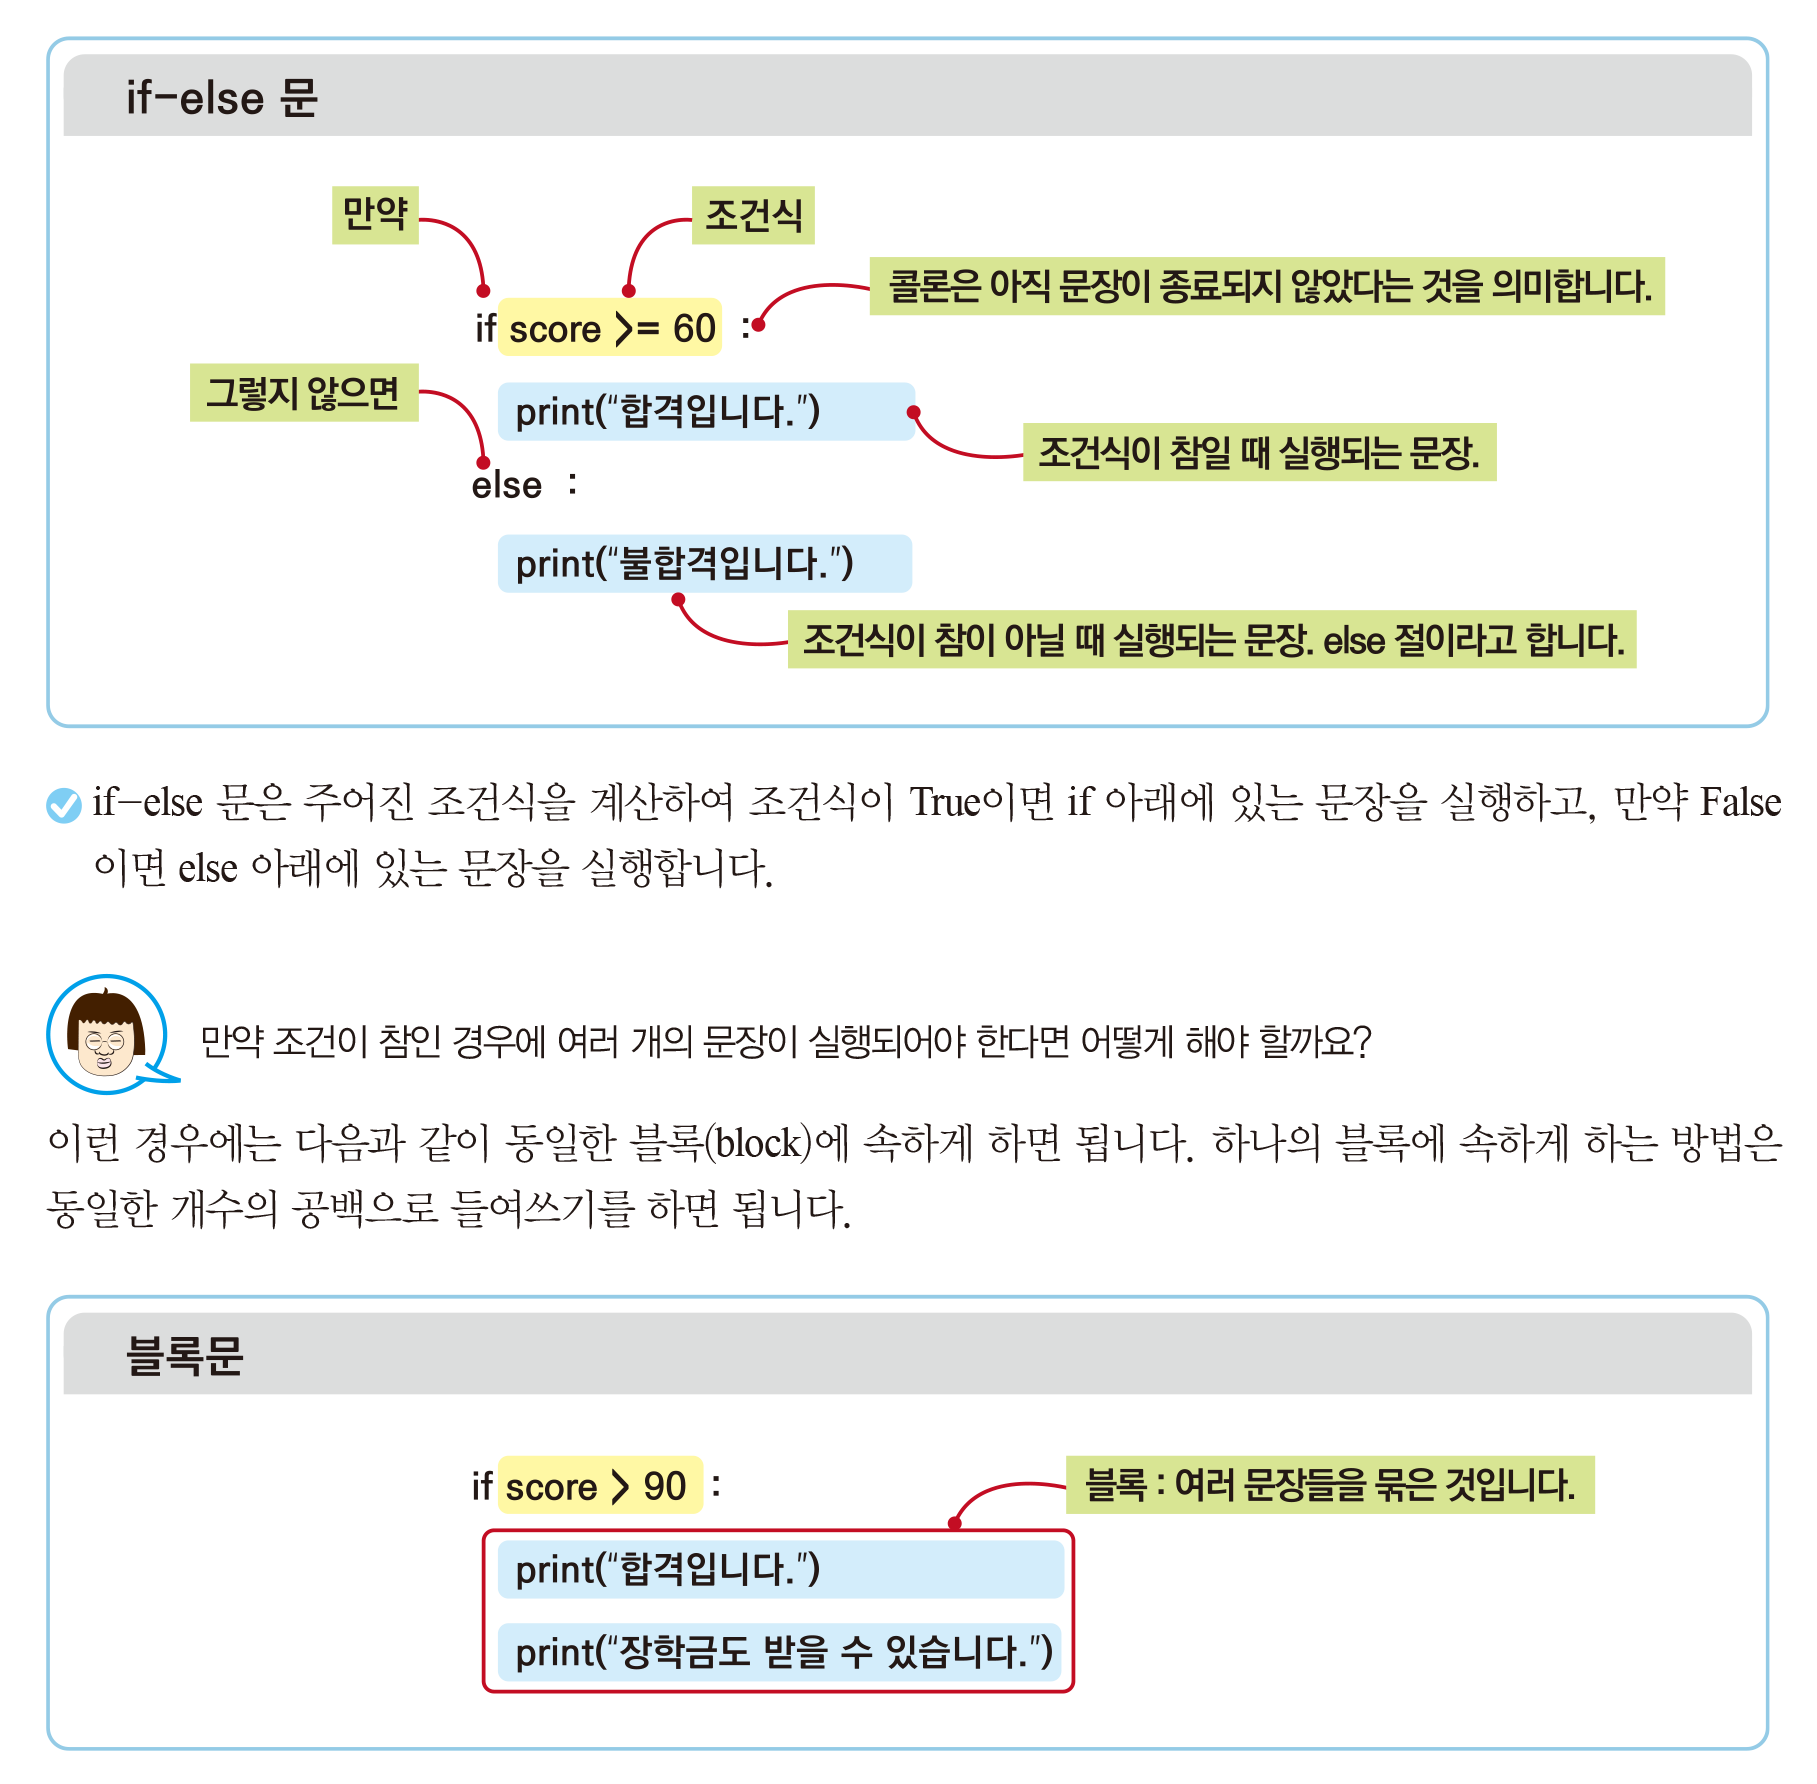 if-else 문
만약
조건식
콜론은 아직 문장이 종료되지 않았다는 것을 의미합니다.
if score >= 60 :
그렇지 않으면
print("합격입니다.")
조건식이 참일 때 실행되는 문장.
else :
print("불합격입니다.")
조건식이 참이 아닐 때 실행되는 문장. else 절이라고 합니다.
if-else 문은 주어진 조건식을 계산하여 조건식이 True이면 if 아래에 있는 문장을 실행하고, 만약 False
이면 else 아래에 있는 문장을 실행합니다.
만약 조건이 참인 경우에 여러 개의 문장이 실행되어야 한다면 어떻게 해야 할까요?
이런 경우에는 다음과 같이 동일한 블록(block)에 속하게 하면 됩니다. 하나의 블록에 속하게 하는 방법은
동일한 개수의 공백으로 들여쓰기를 하면 됩니다.
블록문
if score > 90 :
블록 : 여러 문장들을 묶은 것입니다.
print("합격입니다.")
print("장학금도 받을 수 있습니다.")